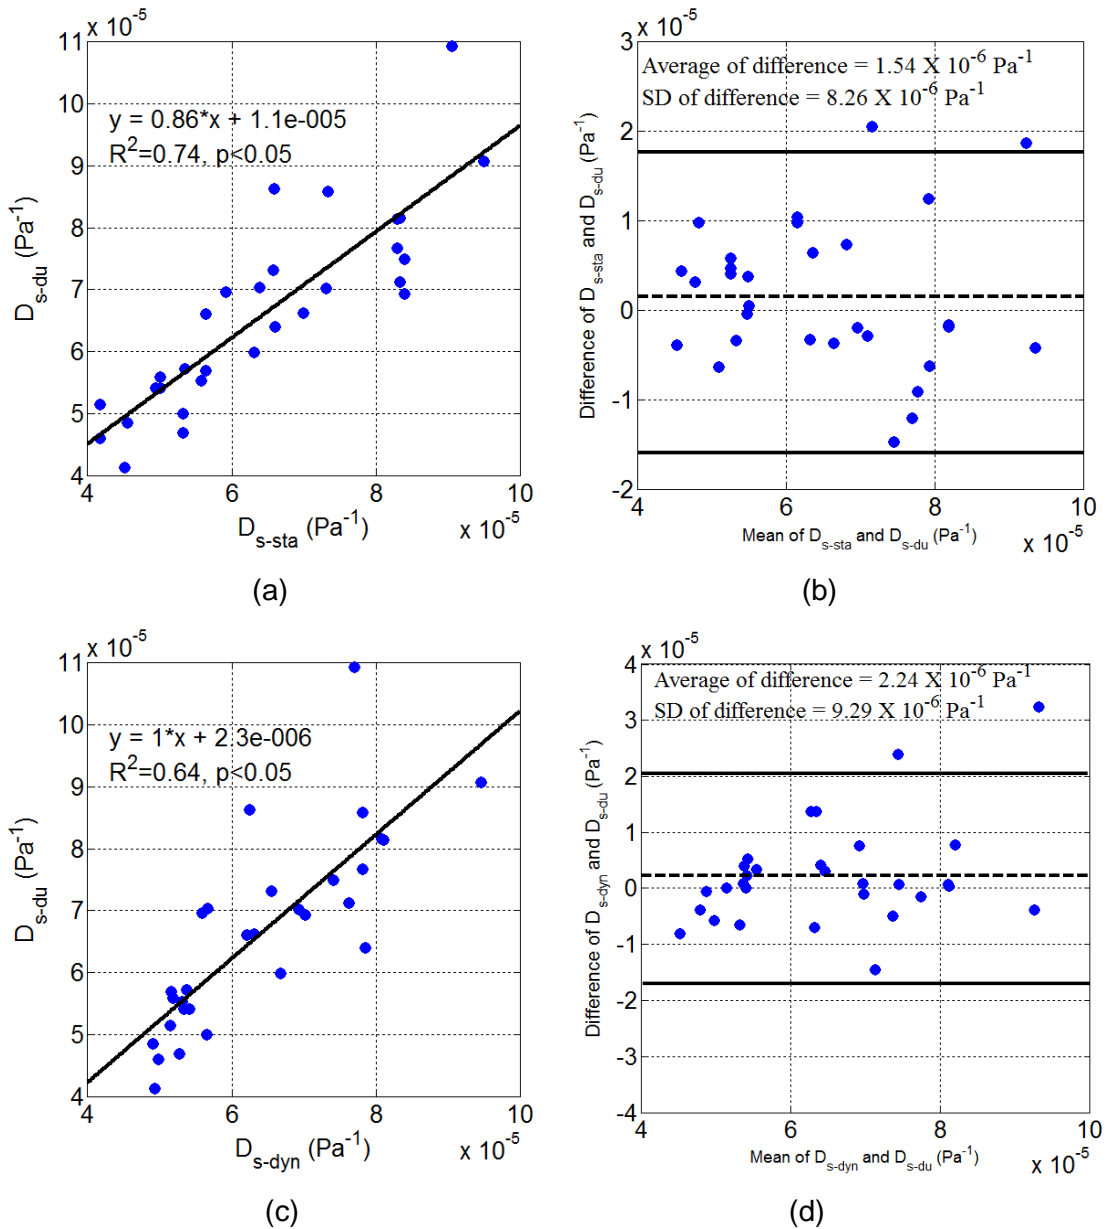 x 10^-5
11
10
9
8
7
6
5
4
y = 0.86*x + 1.1e-005
R^2=0.74, p<0.05
D_s-du (Pa^-1)
4 6 8 10
D_s-sta (Pa^-1)
x 10^-5
(a)
x 10^-5
3
2
1
0
-1
-2
Average of difference = 1.54 X 10^-6 Pa^-1
SD of difference = 8.26 X 10^-6 Pa^-1
Difference of D_s-sta and D_s-du (Pa^-1)
4 6 8 10
Mean of D_s-sta and D_s-du (Pa^-1)
x 10^-5
(b)
x 10^-5
11
10
9
8
7
6
5
4
y = 1*x + 2.3e-006
R^2=0.64, p<0.05
D_s-du (Pa^-1)
4 6 8 10
D_s-dyn (Pa^-1)
x 10^-5
(c)
x 10^-5
4
3
2
1
0
-1
-2
-3
-4
Average of difference = 2.24 X 10^-6 Pa^-1
SD of difference = 9.29 X 10^-6 Pa^-1
Difference of D_s-dyn and D_s-du (Pa^-1)
4 6 8 10
Mean of D_s-dyn and D_s-du (Pa^-1)
x 10^-5
(d)